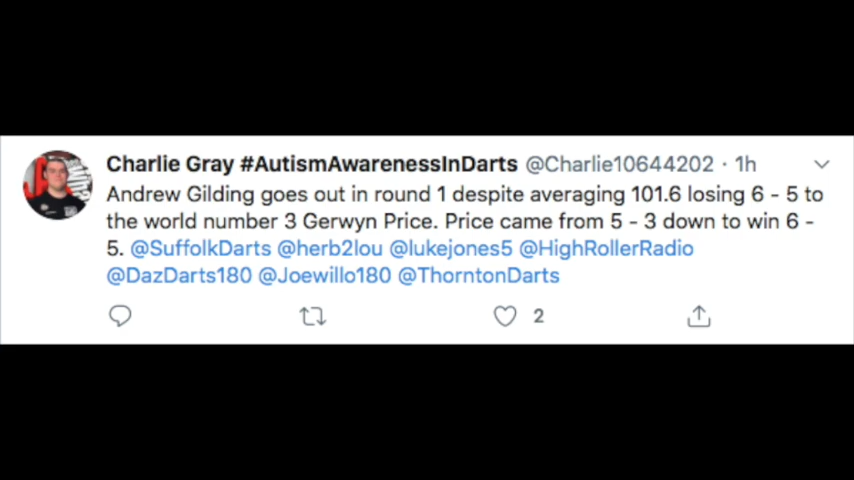 Charlie Gray #AutismAwarenessInDarts @Charlie10644202 · 1h
Andrew Gilding goes out in round 1 despite averaging 101.6 losing 6 - 5 to
the world number 3 Gerwyn Price. Price came from 5 - 3 down to win 6 -
5. @SuffolkDarts @herb2lou @lukejones5 @HighRollerRadio
@DazDarts180 @Joewillo180 @ThorntonDarts
2